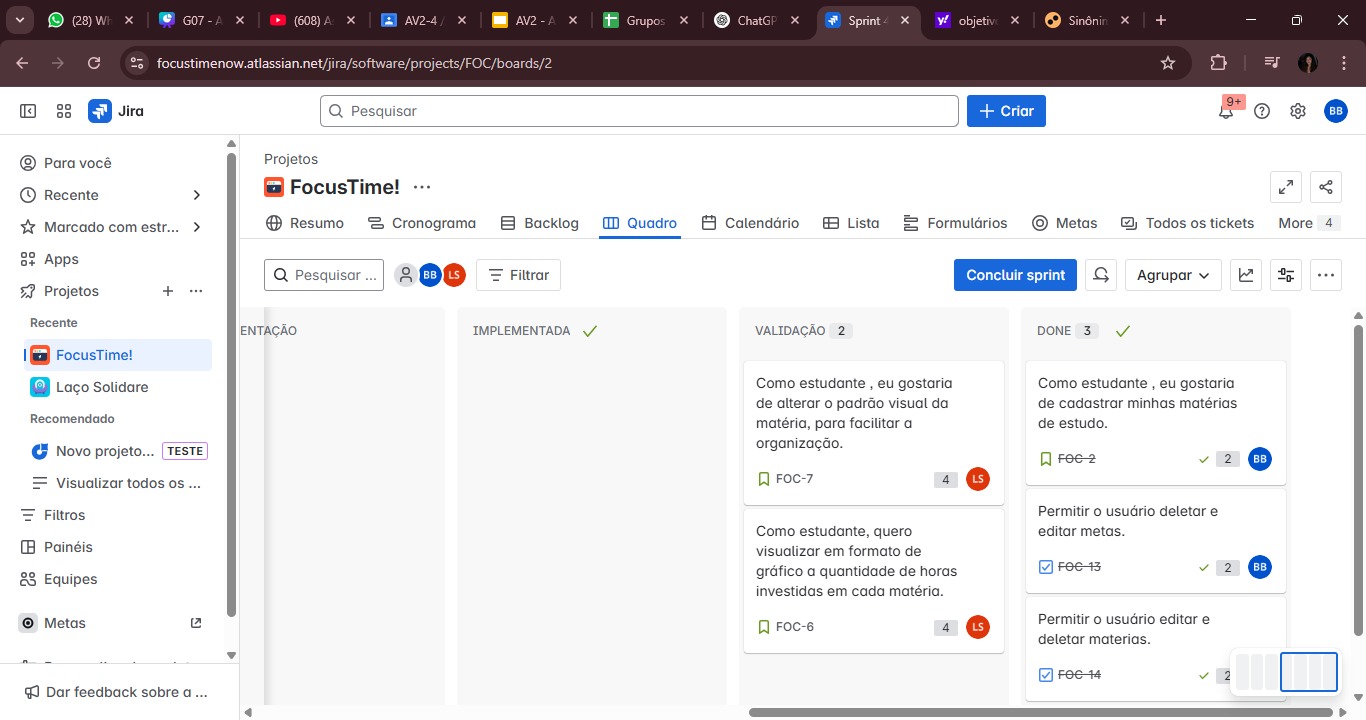 (28) Wh
G07 - A
(608) A
AV2-4
AV2 - A
Grupos
ChatGP
Sprint
objetivo
Sinônim
focustimenow.atlassian.net/jira/software/projects/FOC/boards/2
Jira
Pesquisar
Criar
9+
BB
Para você
Recente
Marcado com estr...
Apps
Projetos
Recente
FocusTime!
Laço Solidare
Recomendado
Novo projeto... TESTE
Visualizar todos os ...
Filtros
Painéis
Equipes
Metas
Dar feedback sobre a ...
Projetos
FocusTime!
Resumo
Cronograma
Backlog
Quadro
Calendário
Lista
Formulários
Metas
Todos os tickets
More 4
Pesquisar ...
BB
LS
Filtrar
Concluir sprint
Agrupar
ENTAÇÃO
IMPLEMENTADA
VALIDAÇÃO 2
Como estudante , eu gostaria
de alterar o padrão visual da
matéria, para facilitar a
organização.
FOC-7
4
LS
Como estudante, quero
visualizar em formato de
gráfico a quantidade de horas
investidas em cada matéria.
FOC-6
4
LS
DONE 3
Como estudante , eu gostaria
de cadastrar minhas matérias
de estudo.
FOC-2
2
BB
Permitir o usuário deletar e
editar metas.
FOC-13
2
BB
Permitir o usuário editar e
deletar materias.
FOC-14
2